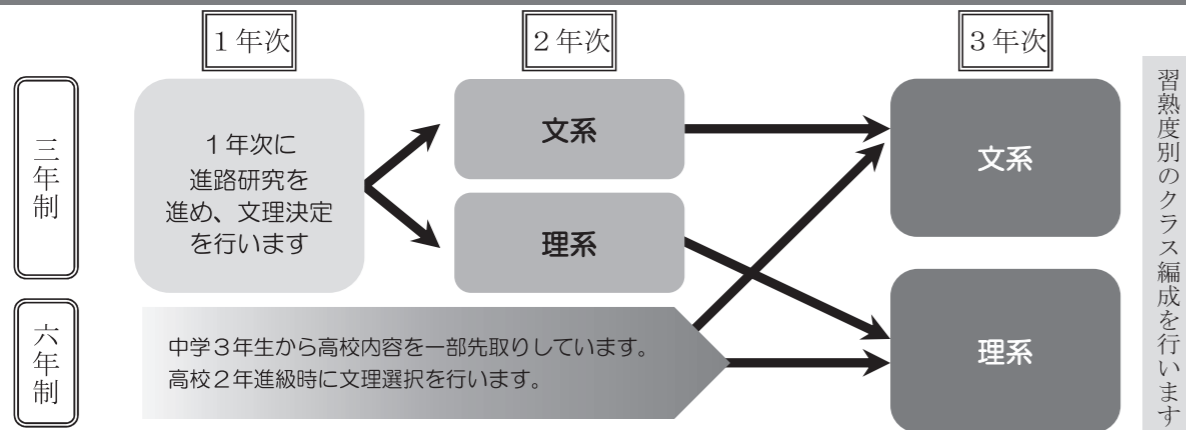 1年次
2年次
3年次
三年制
1年次に
進路研究を
進め、文理決定
を行います
文系
理系
文系
理系
六年制
中学3年生から高校内容を一部先取りしています。
高校2年進級時に文理選択を行います。
習熟度別のクラス編成を行います